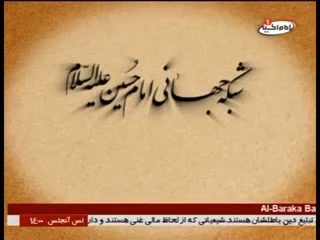 شبکه جهانی امام حسین علیه السلام
Al-Baraka Ba
تبلیغ دین باطلشان هستند.شیعیانی که از لحاظ مالی غنی هستند و دار
لس آنجلس ۱۴:۰۰